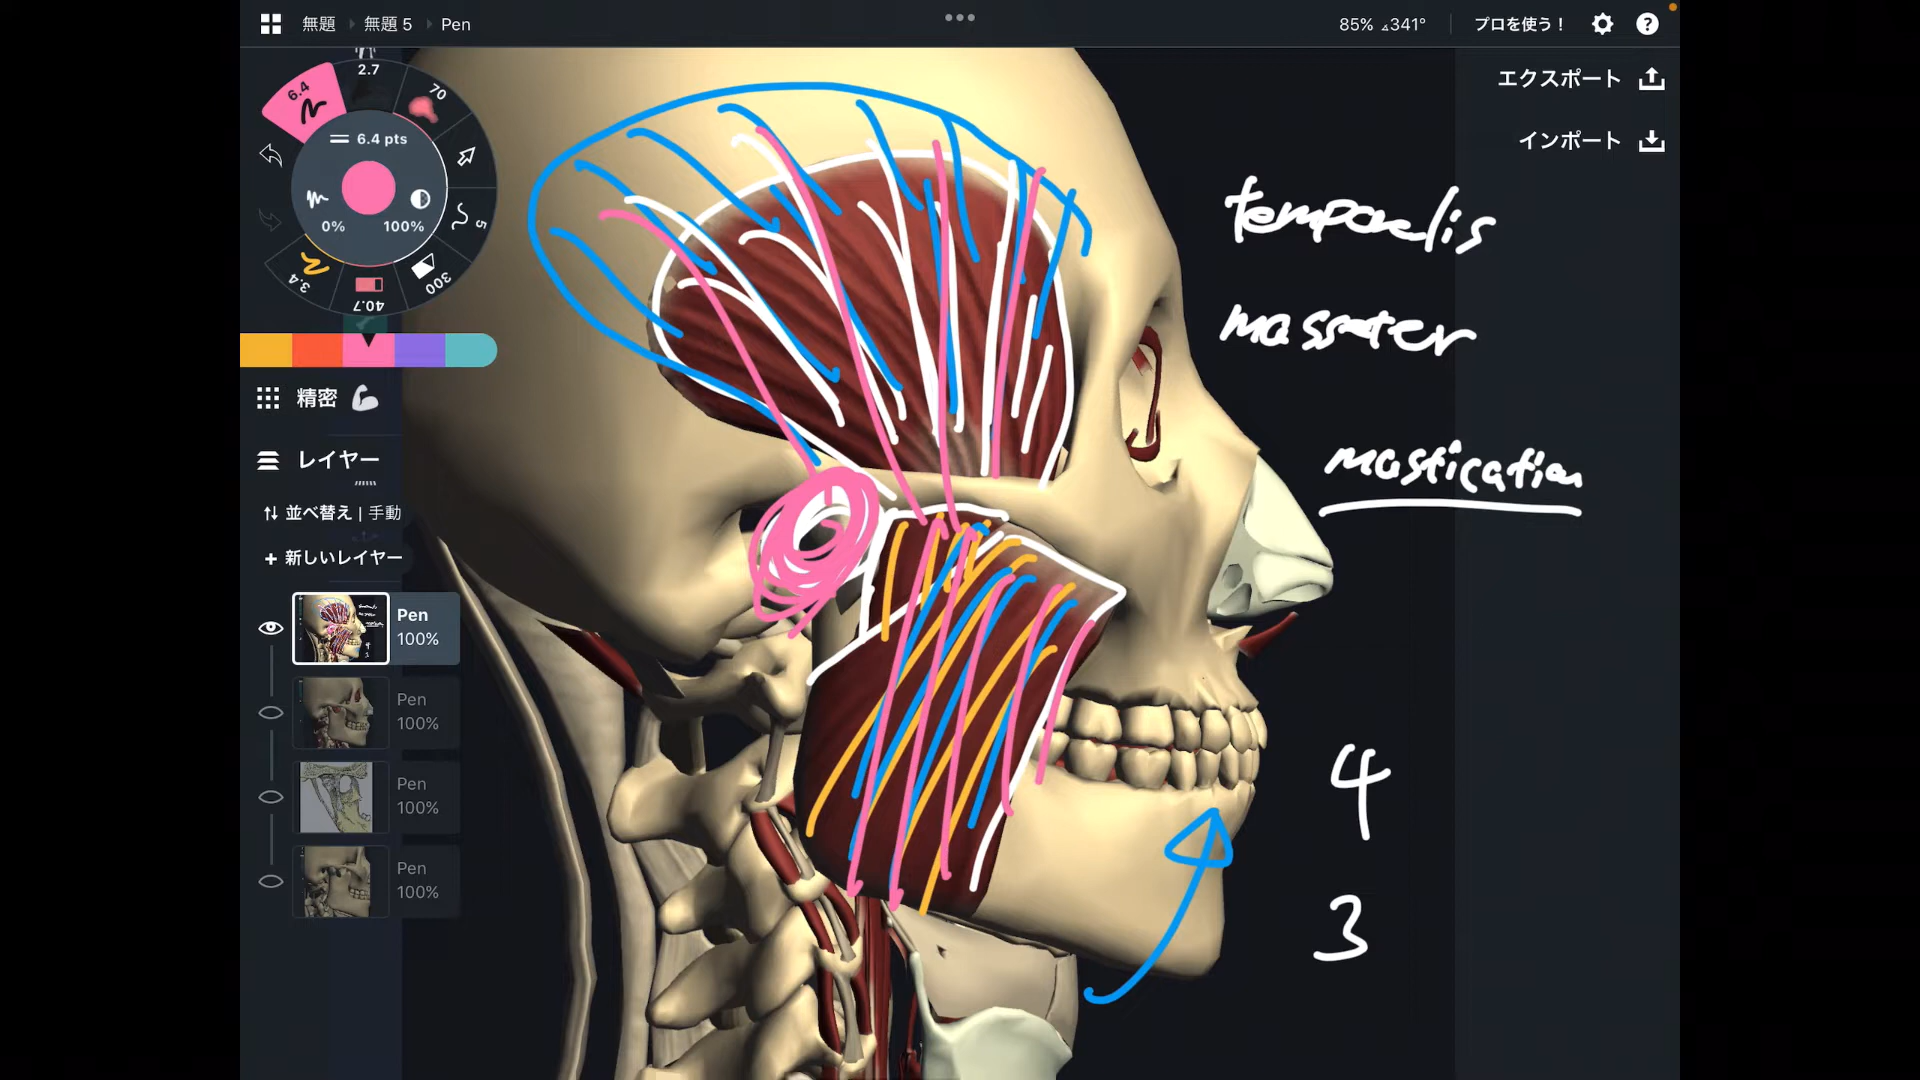 無題 無題 5 Pen
85% ⊿341° プロを使う！
エクスポート
インポート
2.7
6.4
70
6.4 pts
0% 100%
5
3.4
40.7
300
精密
レイヤー
並べ替え | 手動
+ 新しいレイヤー
Pen
100%
Pen
100%
Pen
100%
Pen
100%
temporalis
masseter
mastication
4
3